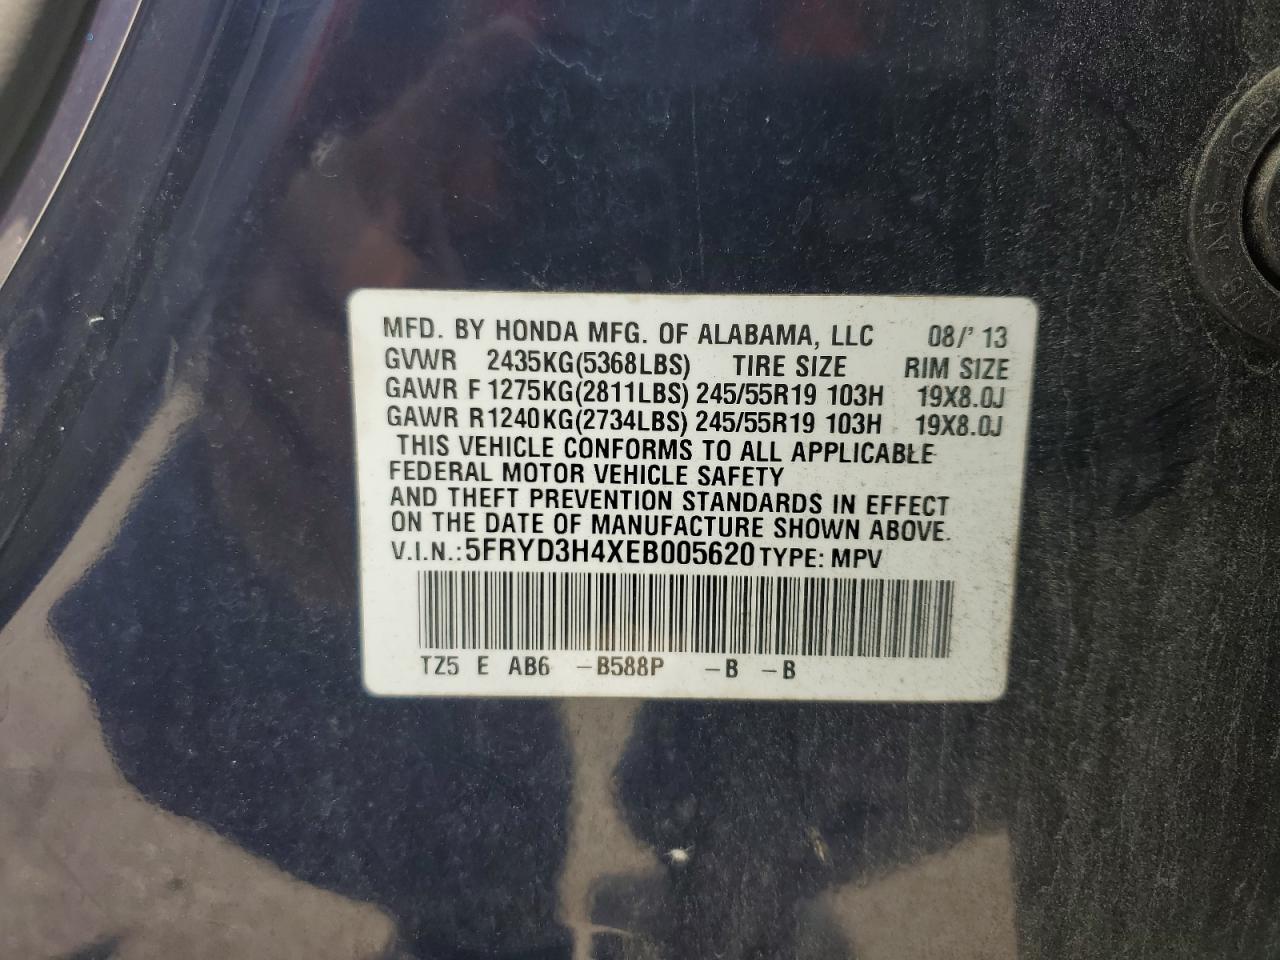 MFD. BY HONDA MFG. OF ALABAMA, LLC 08/' 13
GVWR 2435KG(5368LBS) TIRE SIZE RIM SIZE
GAWR F 1275KG(2811LBS) 245/55R19 103H 19X8.0J
GAWR R1240KG(2734LBS) 245/55R19 103H 19X8.0J
THIS VEHICLE CONFORMS TO ALL APPLICABLE
FEDERAL MOTOR VEHICLE SAFETY
AND THEFT PREVENTION STANDARDS IN EFFECT
ON THE DATE OF MANUFACTURE SHOWN ABOVE.
V.I.N.: 5FRYD3H4XEB005620 TYPE: MPV
TZ5 E AB6 -B588P -B -B